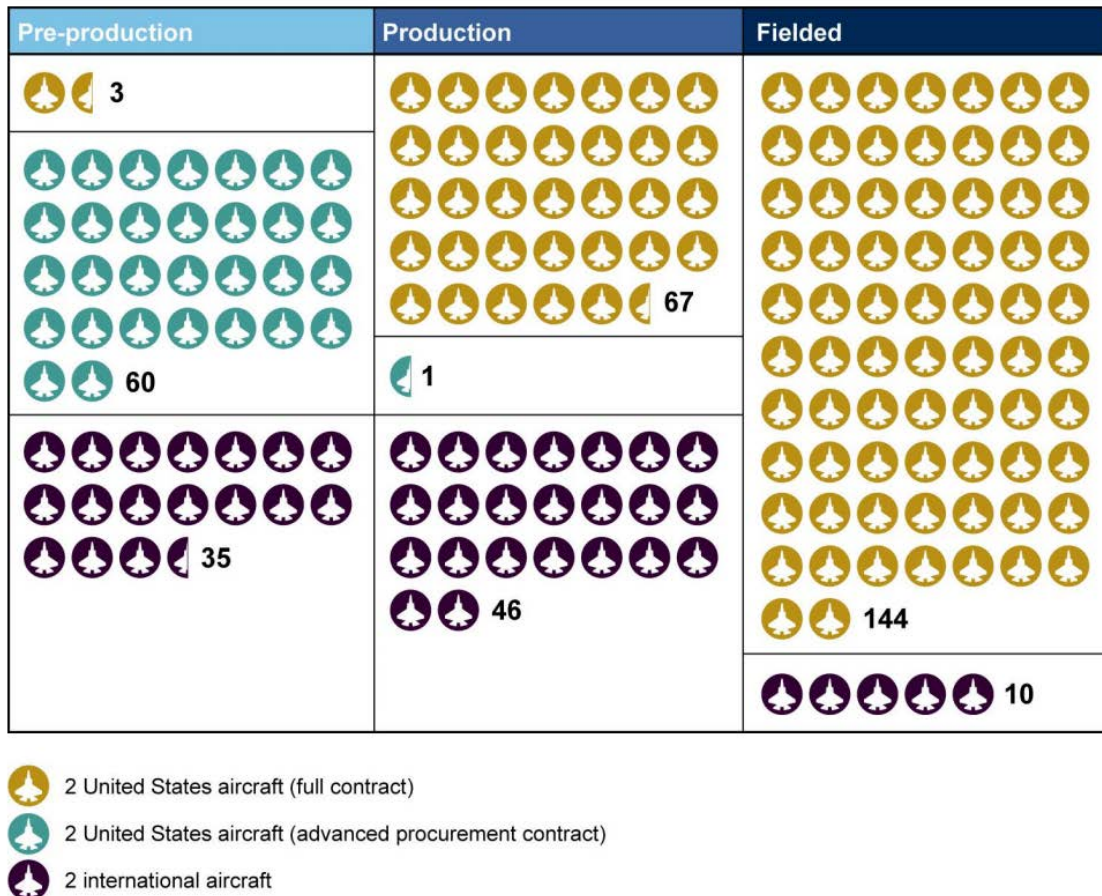 Pre-production
Production
Fielded
3
60
35
67
1
46
144
10
2 United States aircraft (full contract)
2 United States aircraft (advanced procurement contract)
2 international aircraft